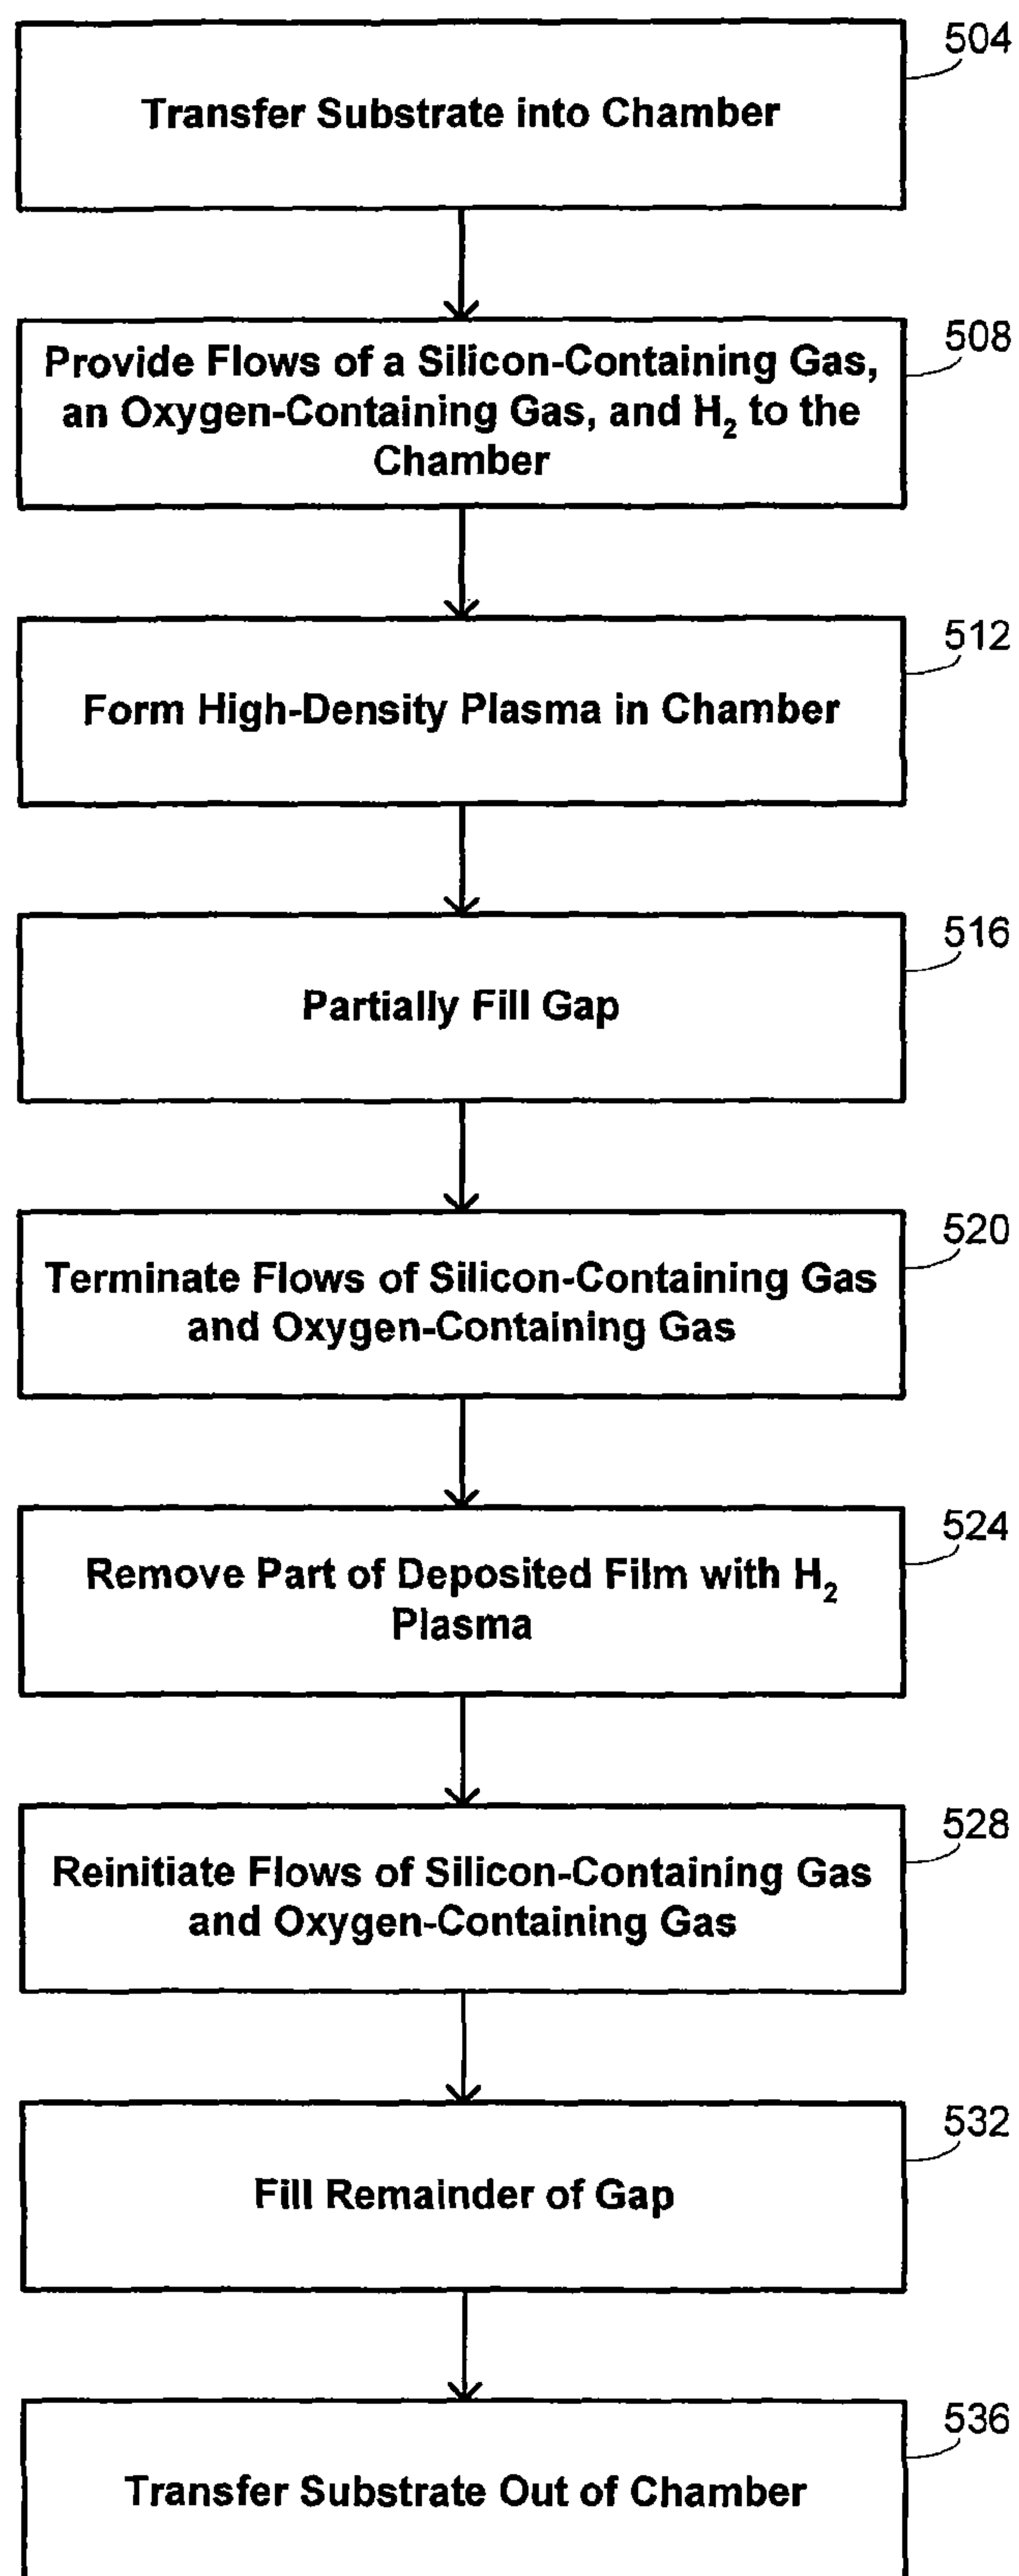 504
Transfer Substrate into Chamber
508
Provide Flows of a Silicon-Containing Gas,
an Oxygen-Containing Gas, and H₂ to the
Chamber
512
Form High-Density Plasma in Chamber
516
Partially Fill Gap
520
Terminate Flows of Silicon-Containing Gas
and Oxygen-Containing Gas
524
Remove Part of Deposited Film with H₂
Plasma
528
Reinitiate Flows of Silicon-Containing Gas
and Oxygen-Containing Gas
532
Fill Remainder of Gap
536
Transfer Substrate Out of Chamber